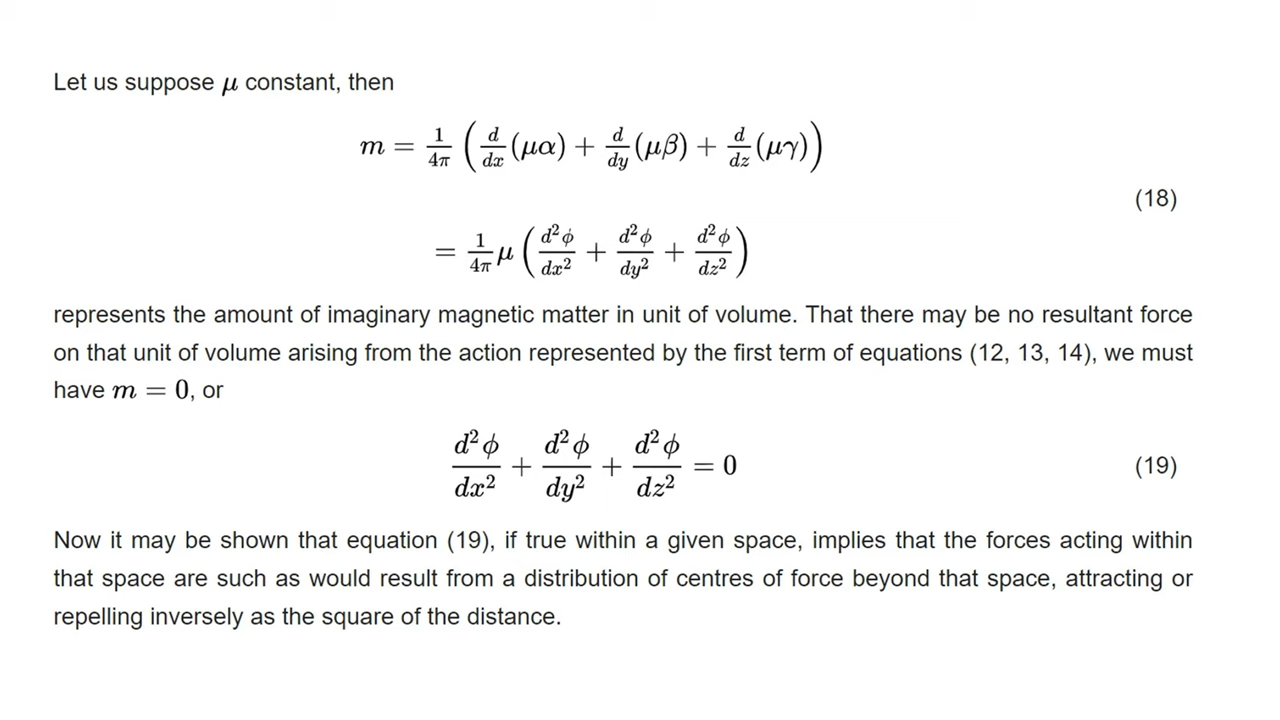 Let us suppose μ constant, then
m = 1/4π ( d/dx (μα) + d/dy (μβ) + d/dz (μγ) )
(18)
= 1/4π μ ( d²ϕ/dx² + d²ϕ/dy² + d²ϕ/dz² )
represents the amount of imaginary magnetic matter in unit of volume. That there may be no resultant force
on that unit of volume arising from the action represented by the first term of equations (12, 13, 14), we must
have m = 0, or
d²ϕ/dx² + d²ϕ/dy² + d²ϕ/dz² = 0 (19)
Now it may be shown that equation (19), if true within a given space, implies that the forces acting within
that space are such as would result from a distribution of centres of force beyond that space, attracting or
repelling inversely as the square of the distance.